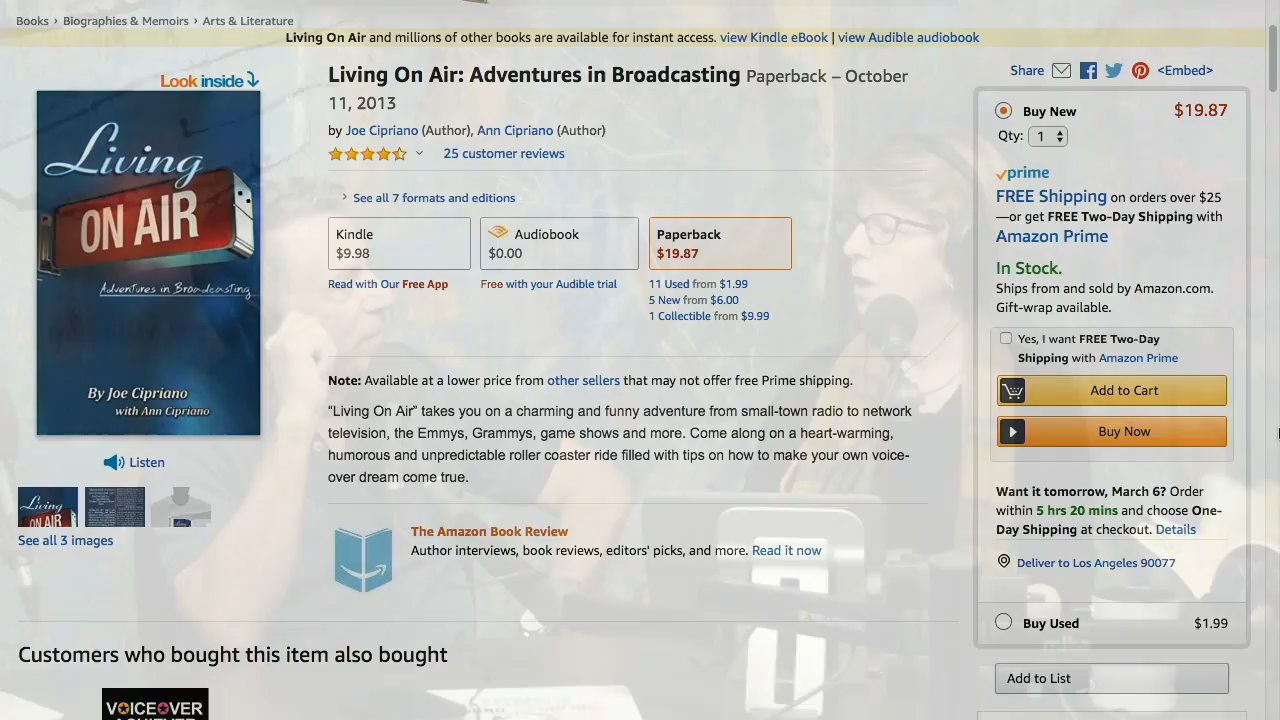 Books › Biographies & Memoirs › Arts & Literature
Living On Air and millions of other books are available for instant access. view Kindle eBook | view Audible audiobook
Look inside
Living
ON AIR
Adventures in Broadcasting
By Joe Cipriano
with Ann Cipriano
Listen
Living
ON AIR
See all 3 images
Living On Air: Adventures in Broadcasting Paperback – October
11, 2013
by Joe Cipriano (Author), Ann Cipriano (Author)
25 customer reviews
See all 7 formats and editions
Kindle
$9.98
Audiobook
$0.00
Paperback
$19.87
Read with Our Free App
Free with your Audible trial
11 Used from $1.99
5 New from $6.00
1 Collectible from $9.99
Note: Available at a lower price from other sellers that may not offer free Prime shipping.
“Living On Air” takes you on a charming and funny adventure from small-town radio to network
television, the Emmys, Grammys, game shows and more. Come along on a heart-warming,
humorous and unpredictable roller coaster ride filled with tips on how to make your own voice-
over dream come true.
The Amazon Book Review
Author interviews, book reviews, editors' picks, and more. Read it now
Share <Embed>
Buy New $19.87
Qty: 1
prime
FREE Shipping on orders over $25
—or get FREE Two-Day Shipping with
Amazon Prime
In Stock.
Ships from and sold by Amazon.com.
Gift-wrap available.
Yes, I want FREE Two-Day
Shipping with Amazon Prime
Add to Cart
Buy Now
Want it tomorrow, March 6? Order
within 5 hrs 20 mins and choose One-
Day Shipping at checkout. Details
Deliver to Los Angeles 90077
Buy Used $1.99
Add to List
Customers who bought this item also bought
VOICEOVER
ACHIEVER